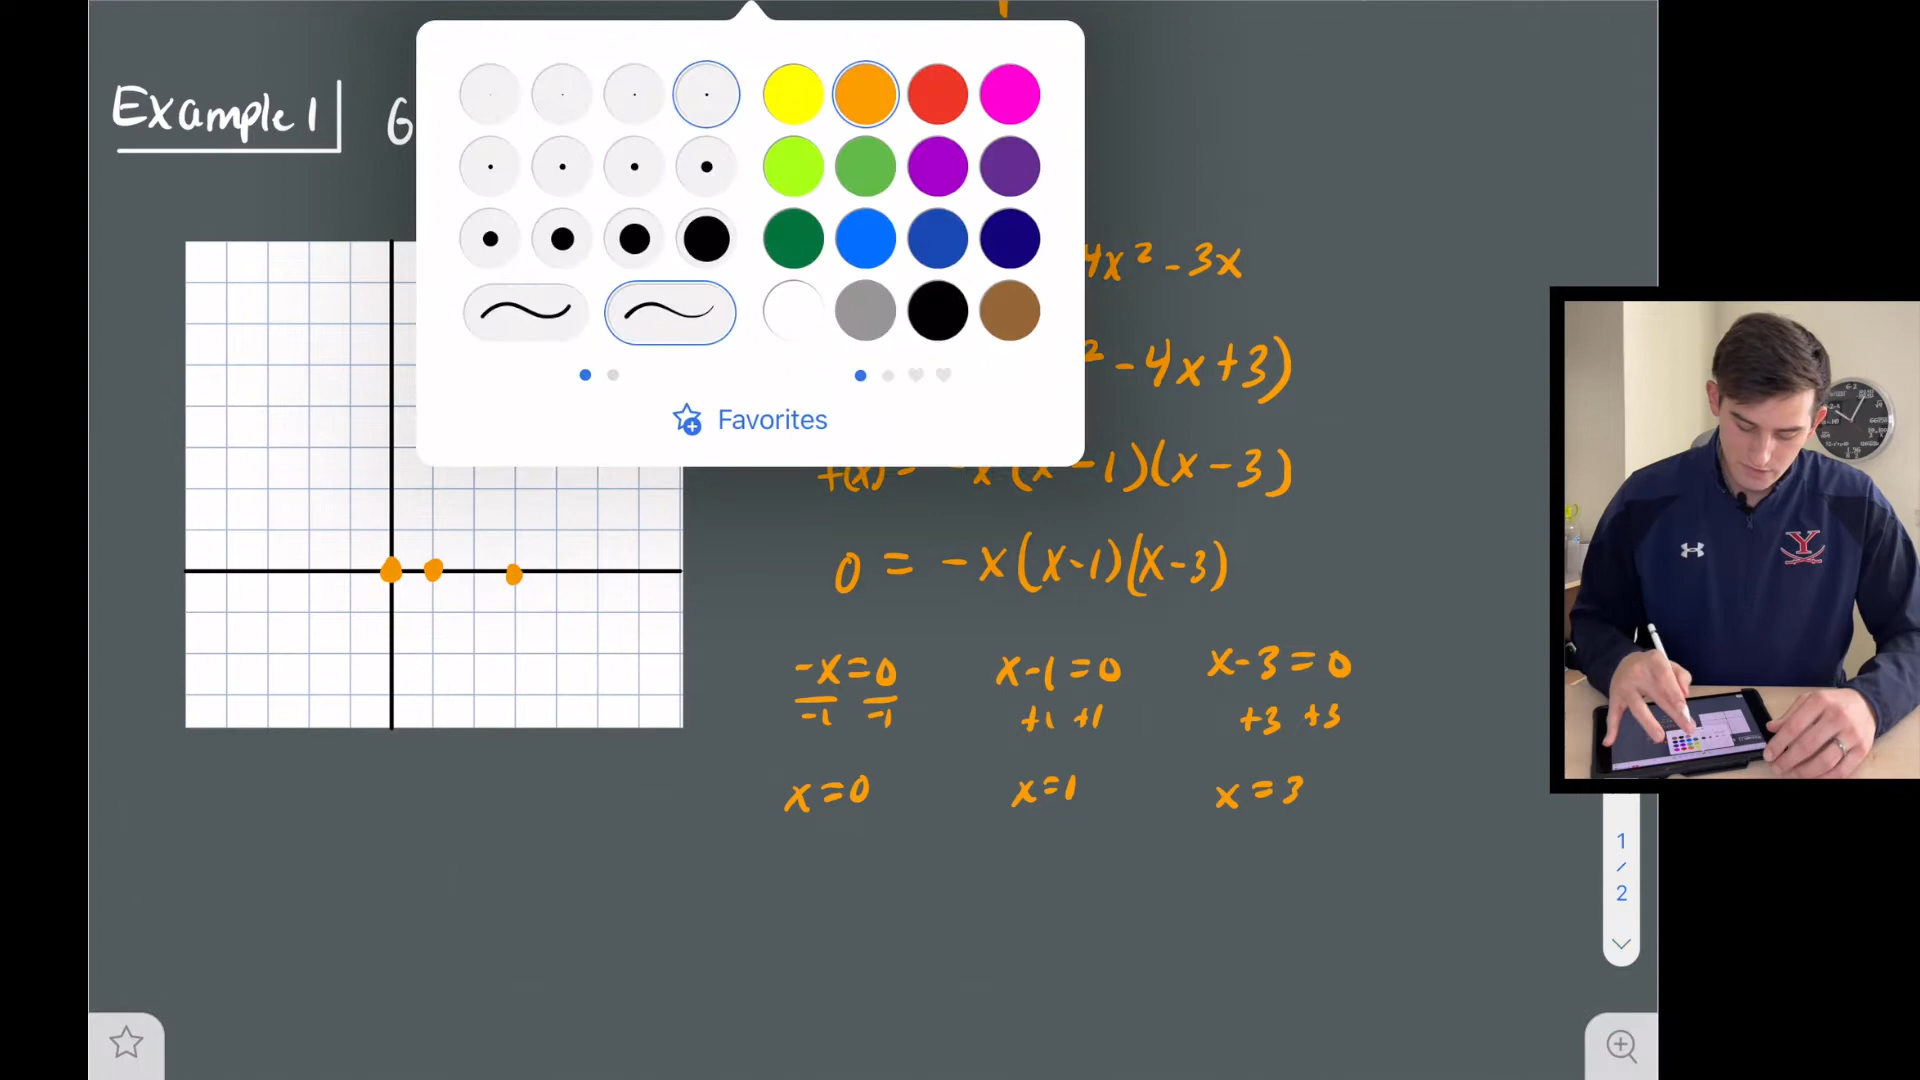 Example 1
4x² - 3x
² - 4x + 3)
f(x) = -x(x - 1)(x - 3)
0 = -x(x-1)(x-3)
-x=0 x-1=0 x-3=0
-1 -1 +1 +1 +3 +3
x=0 x=1 x=3
Favorites
Y
1
/
2